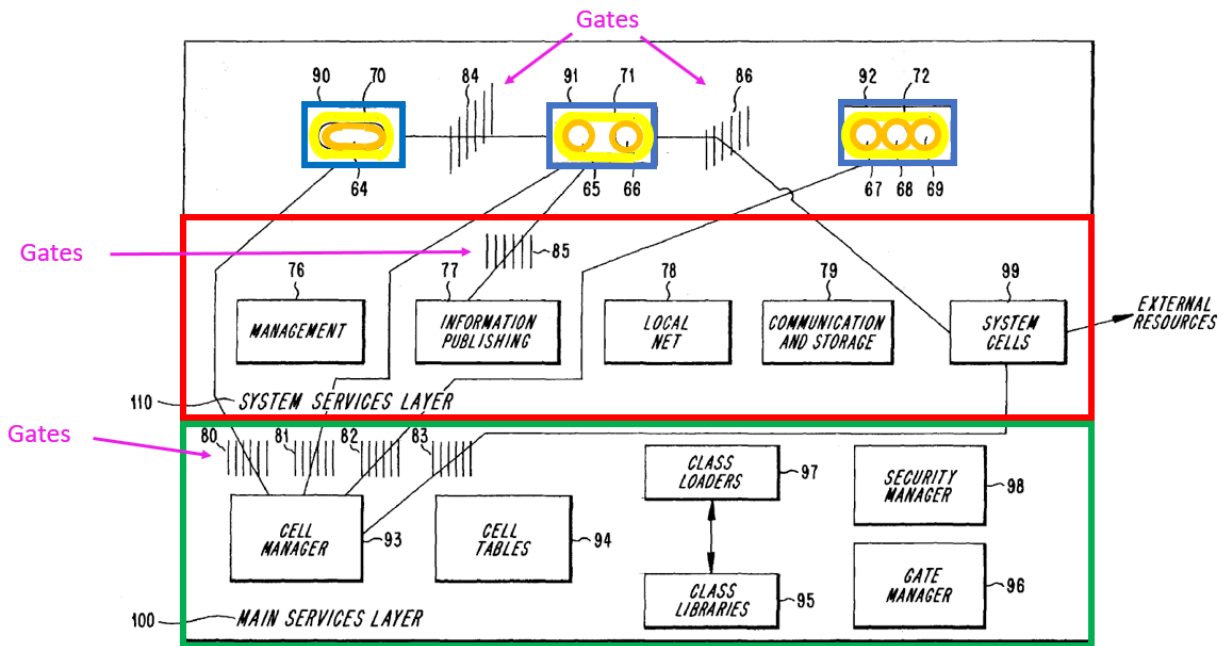 Gates
90 70 84 91 71 86 92 72
64 65 66 67 68 69
Gates
85
76 77 78 79 99
MANAGEMENT
INFORMATION
PUBLISHING
LOCAL
NET
COMMUNICATION
AND STORAGE
SYSTEM
CELLS
EXTERNAL
RESOURCES
110 SYSTEM SERVICES LAYER
Gates
80 81 82 83
CELL
MANAGER
93
CELL
TABLES
94
CLASS
LOADERS
97
SECURITY
MANAGER
98
CLASS
LIBRARIES
95
GATE
MANAGER
96
100 MAIN SERVICES LAYER